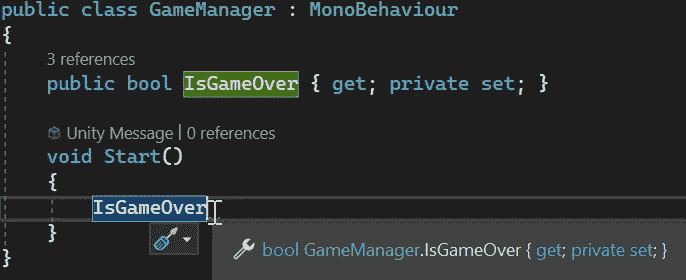 public class GameManager : MonoBehaviour
{
3 references
public bool IsGameOver { get; private set; }
Unity Message | 0 references
void Start()
{
IsGameOver
}
bool GameManager.IsGameOver { get; private set; }
}